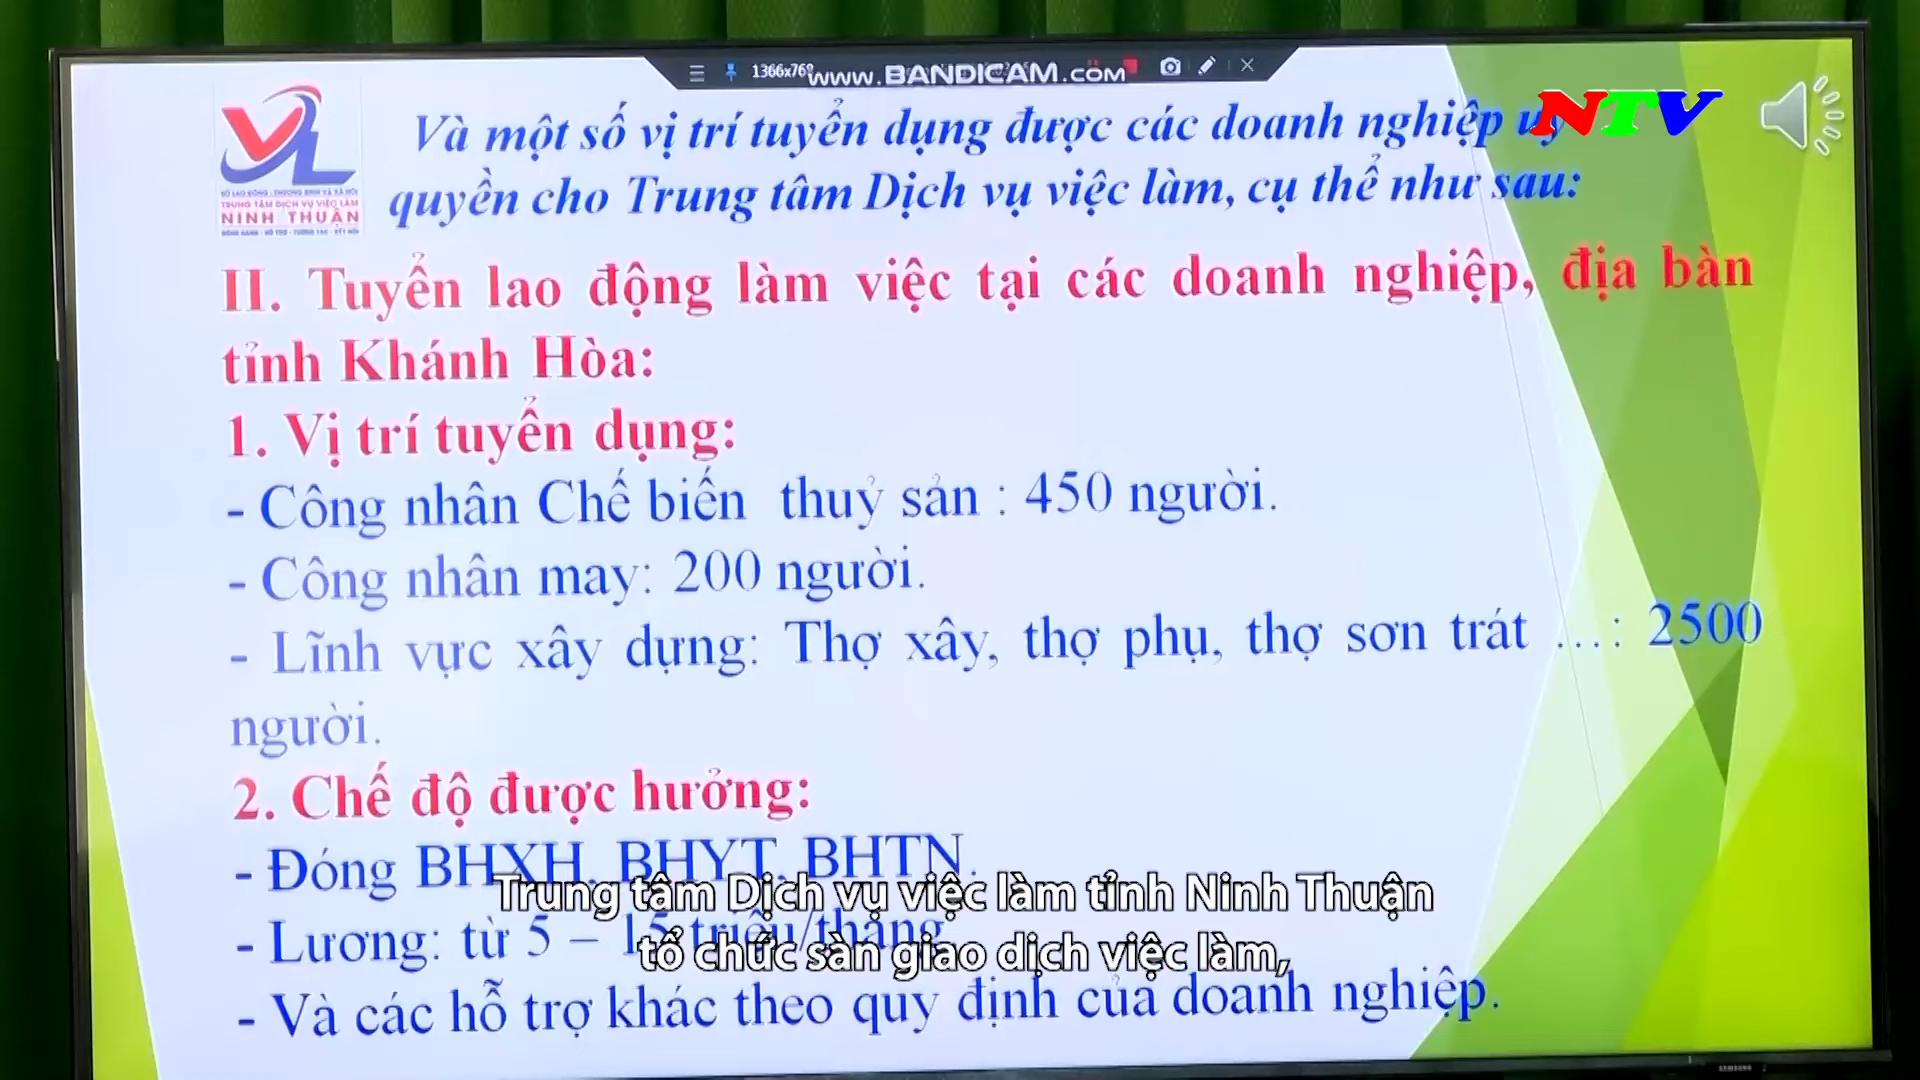 1366x768
www.BANDICAM.com
NTV
VL
SỞ LAO ĐỘNG - THƯƠNG BINH VÀ XÃ HỘI
TRUNG TÂM DỊCH VỤ VIỆC LÀM
NINH THUẬN
Và một số vị trí tuyển dụng được các doanh nghiệp uỷ
quyền cho Trung tâm Dịch vụ việc làm, cụ thể như sau:
II. Tuyển lao động làm việc tại các doanh nghiệp, địa bàn
tỉnh Khánh Hòa:
1. Vị trí tuyển dụng:
- Công nhân Chế biến thuỷ sản : 450 người.
- Công nhân may: 200 người.
- Lĩnh vực xây dựng: Thợ xây, thợ phụ, thợ sơn trát ...: 2500
người.
2. Chế độ được hưởng:
- Đóng BHXH, BHYT, BHTN.
- Lương: từ 5 – 15 triệu/tháng
- Và các hỗ trợ khác theo quy định của doanh nghiệp.
Trung tâm Dịch vụ việc làm tỉnh Ninh Thuận
tổ chức sàn giao dịch việc làm,
SAMSUNG